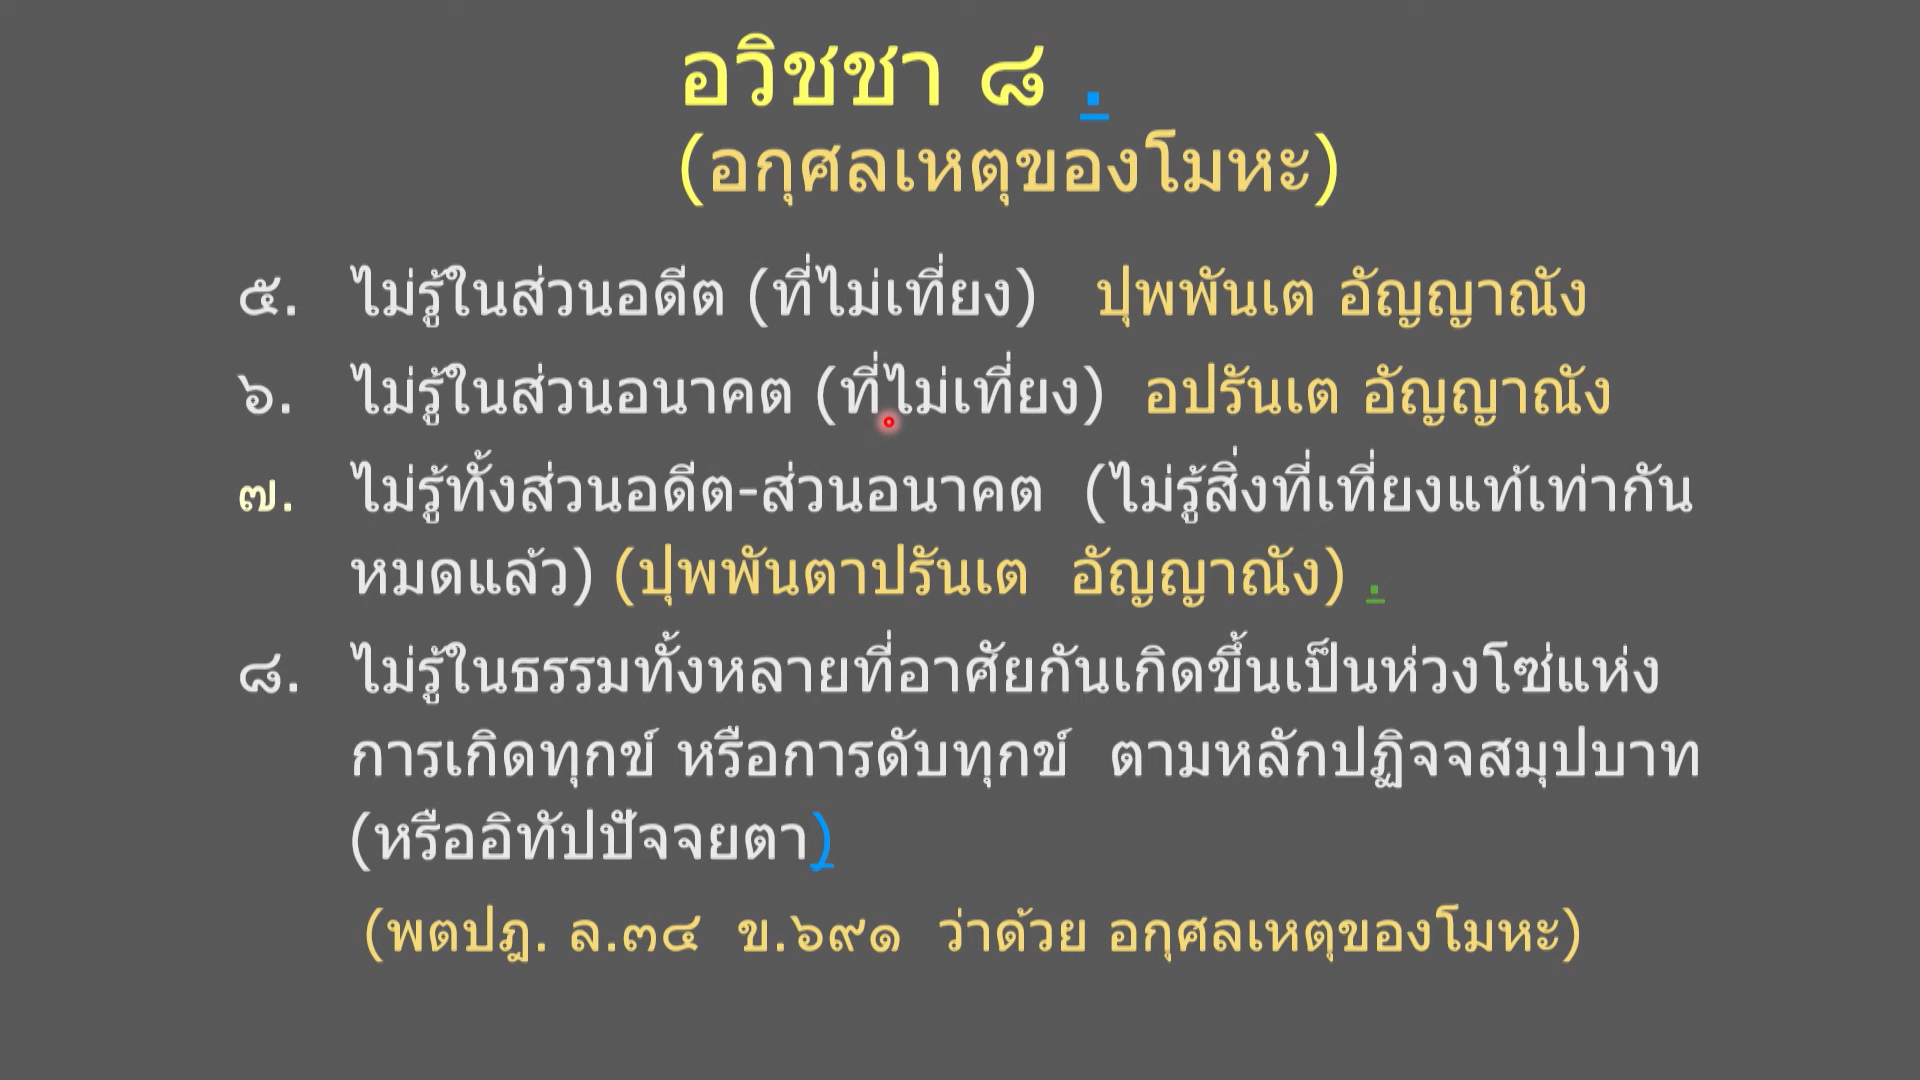 อวิชชา ๘ .
(อกุศลเหตุของโมหะ)
๕. ไม่รู้ในส่วนอดีต (ที่ไม่เที่ยง) ปุพพันเต อัญญาณัง
๖. ไม่รู้ในส่วนอนาคต (ที่ไม่เที่ยง) อปรันเต อัญญาณัง
๗. ไม่รู้ทั้งส่วนอดีต-ส่วนอนาคต (ไม่รู้สิ่งที่เที่ยงแท้เท่ากัน
หมดแล้ว) (ปุพพันตาปรันเต อัญญาณัง) .
๘. ไม่รู้ในธรรมทั้งหลายที่อาศัยกันเกิดขึ้นเป็นห่วงโซ่แห่ง
การเกิดทุกข์ หรือการดับทุกข์ ตามหลักปฏิจจสมุปบาท
(หรืออิทัปปัจจยตา)
(พตปฎ. ล.๓๔ ข.๖๙๑ ว่าด้วย อกุศลเหตุของโมหะ)